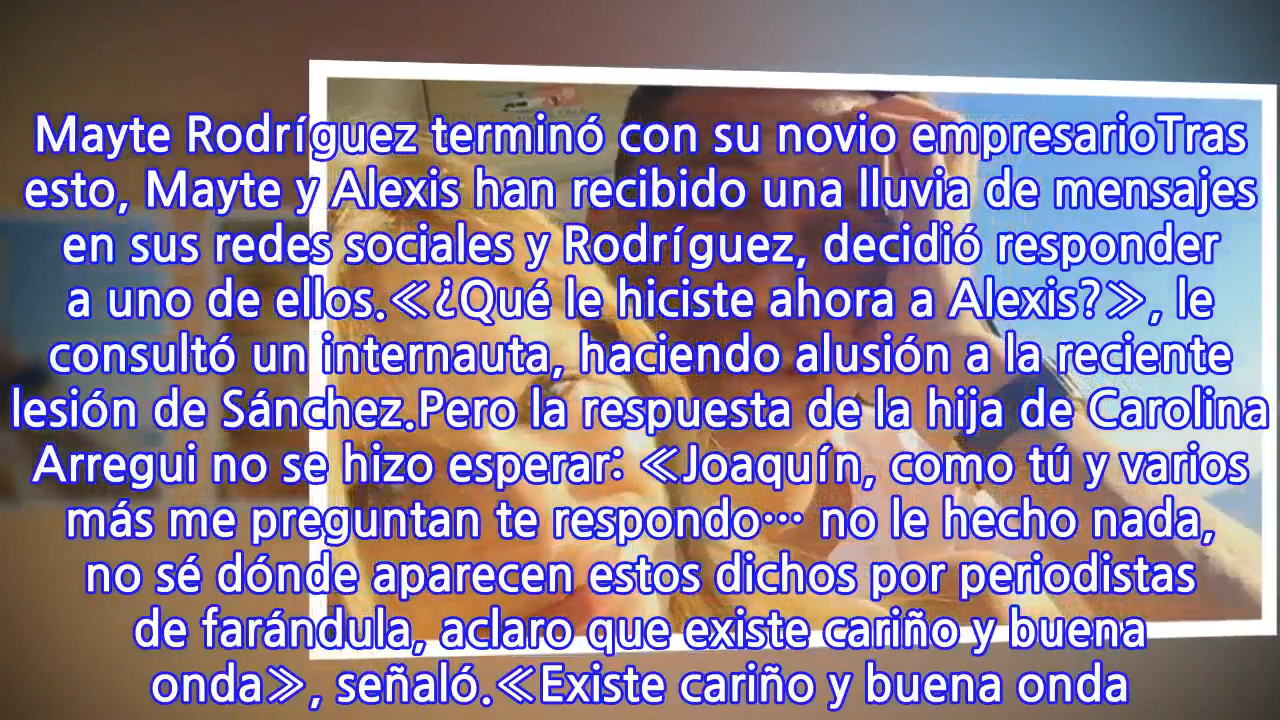 Mayte Rodríguez terminó con su novio empresarioTras
esto, Mayte y Alexis han recibido una lluvia de mensajes
en sus redes sociales y Rodríguez, decidió responder
a uno de ellos.≪¿Qué le hiciste ahora a Alexis?≫, le
consultó un internauta, haciendo alusión a la reciente
lesión de Sánchez.Pero la respuesta de la hija de Carolina
Arregui no se hizo esperar: ≪Joaquín, como tú y varios
más me preguntan te respondo… no le hecho nada,
no sé dónde aparecen estos dichos por periodistas
de farándula, aclaro que existe cariño y buena
onda≫, señaló.≪Existe cariño y buena onda